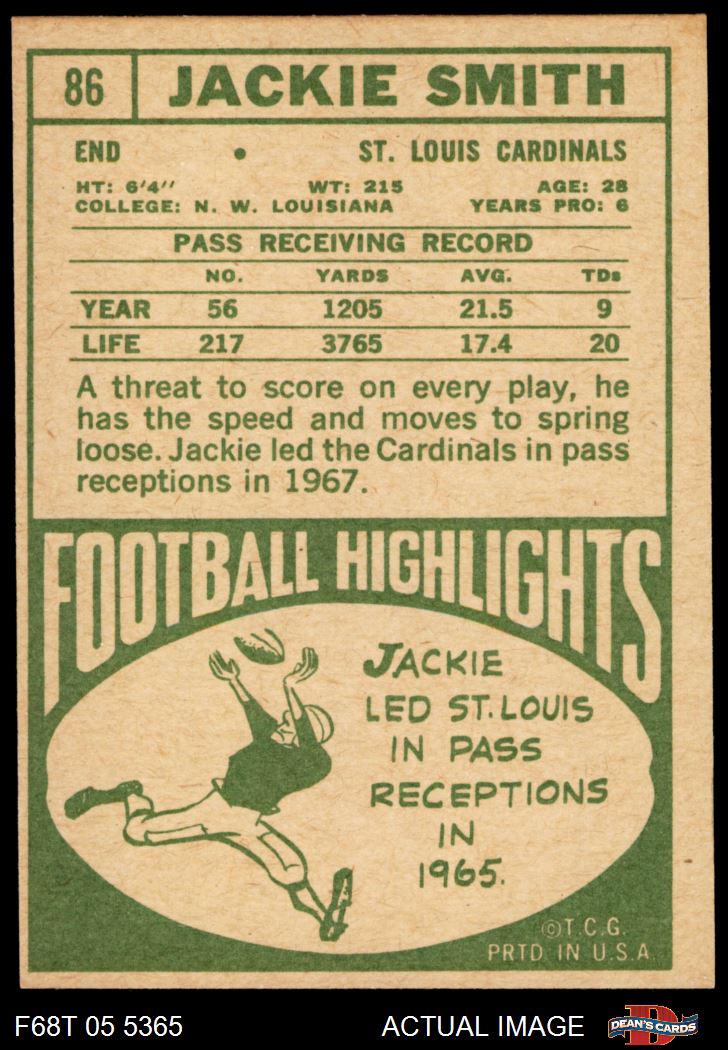 86 JACKIE SMITH
END • ST. LOUIS CARDINALS
HT: 6'4'' WT: 215 AGE: 28
COLLEGE: N. W. LOUISIANA YEARS PRO: 6
PASS RECEIVING RECORD
NO. YARDS AVG. TDs
YEAR 56 1205 21.5 9
LIFE 217 3765 17.4 20
A threat to score on every play, he
has the speed and moves to spring
loose. Jackie led the Cardinals in pass
receptions in 1967.
FOOTBALL HIGHLIGHTS
JACKIE
LED ST. LOUIS
IN PASS
RECEPTIONS
IN
1965.
©T.C.G.
PRTD. IN U.S.A.
F68T 05 5365 ACTUAL IMAGE D DEAN'S CARDS